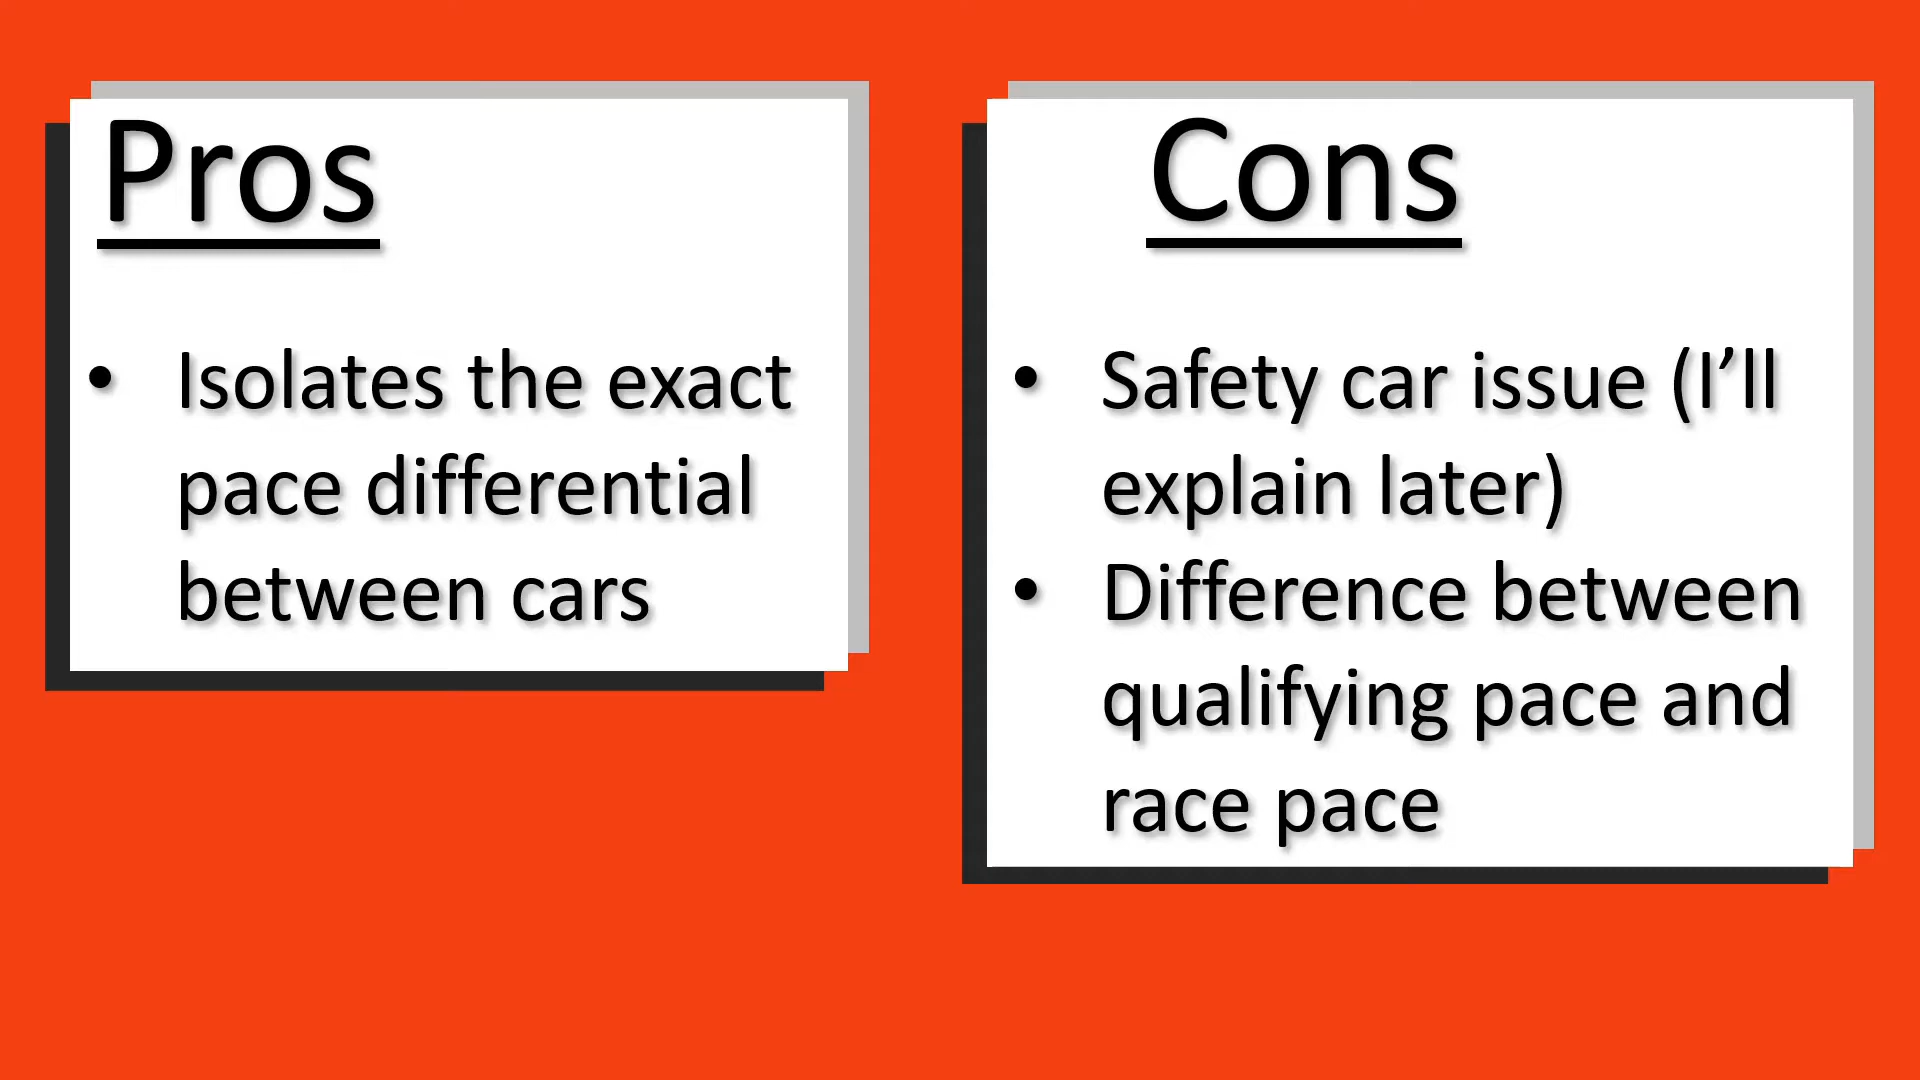 Pros
• Isolates the exact
pace differential
between cars
Cons
• Safety car issue (I’ll
explain later)
• Difference between
qualifying pace and
race pace